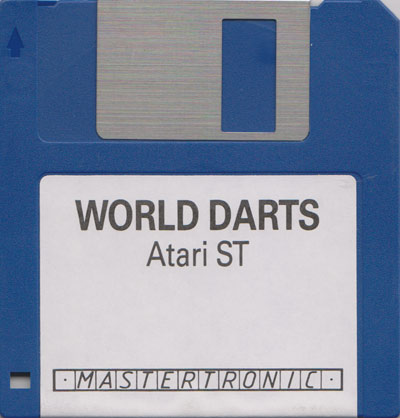 WORLD DARTS
Atari ST
· MASTERTRONIC ·